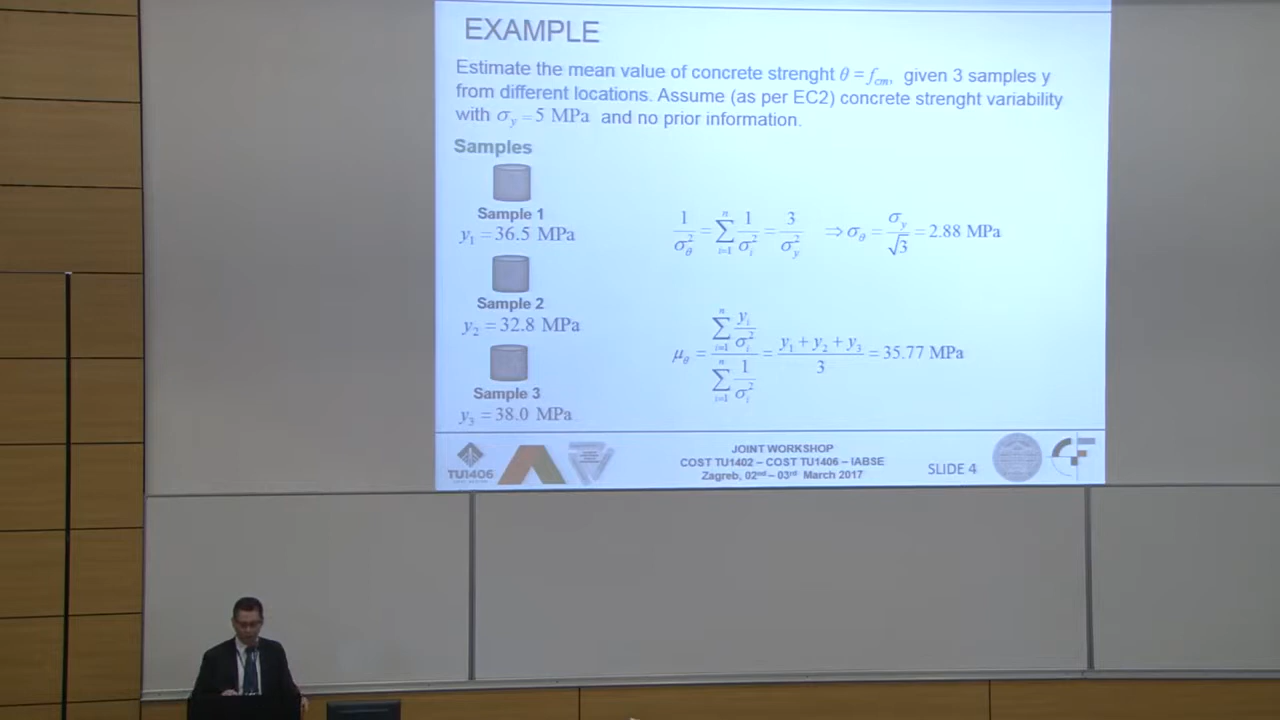 EXAMPLE
Estimate the mean value of concrete strenght θ = f_cm, given 3 samples y
from different locations. Assume (as per EC2) concrete strenght variability
with σ_y = 5 MPa and no prior information.
Samples
Sample 1
y₁ = 36.5 MPa
Sample 2
y₂ = 32.8 MPa
Sample 3
y₃ = 38.0 MPa
1/σ_θ² = ∑_{i=1}^{n} 1/σ_i² = 3/σ_y² ⇒ σ_θ = σ_y/√3 = 2.88 MPa
μ_θ = (∑_{i=1}^{n} y_i/σ_i²)/(∑_{i=1}^{n} 1/σ_i²) = (y₁ + y₂ + y₃)/3 = 35.77 MPa
TU1406
JOINT WORKSHOP
COST TU1402 – COST TU1406 – IABSE
Zagreb, 02nd – 03rd March 2017
SLIDE 4